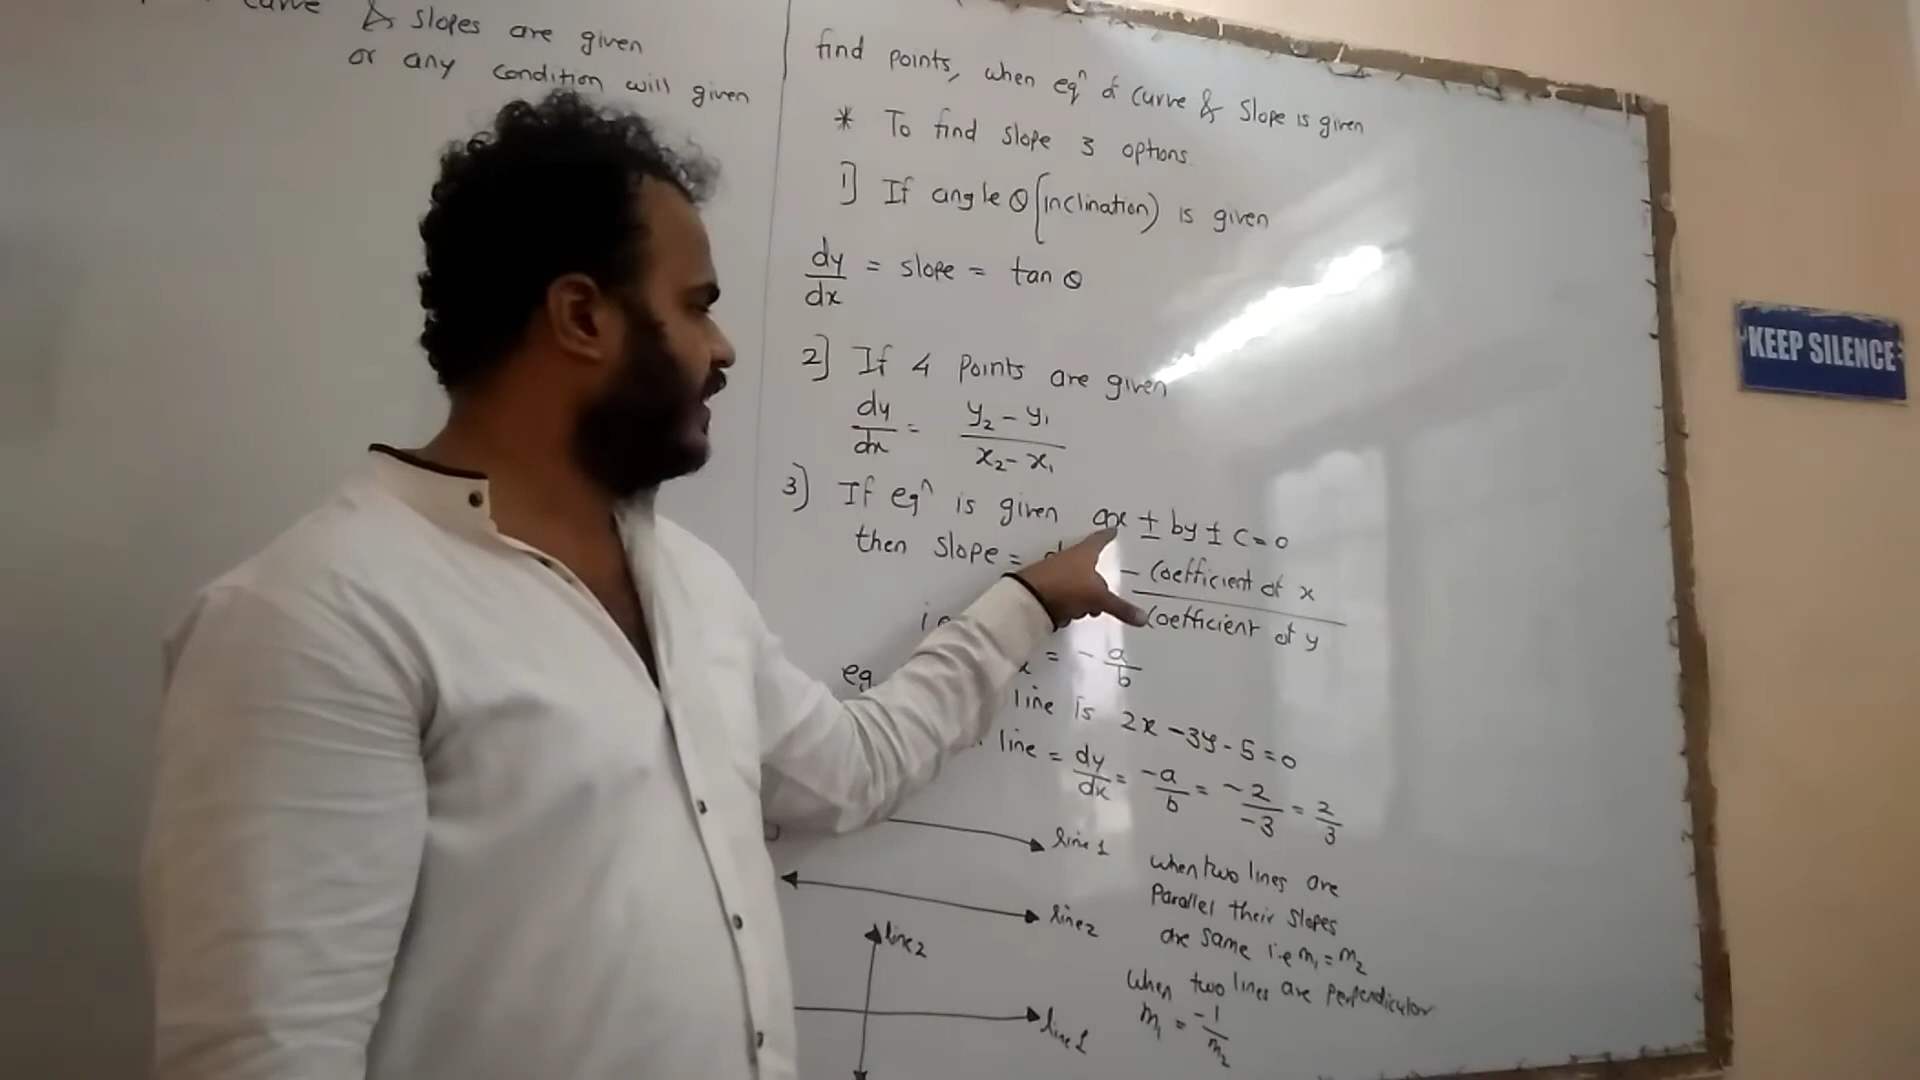 curve & slopes are given
or any condition will given
find points, when eqⁿ of curve & slope is given
* To find slope 3 options
1] If angle θ (inclination) is given
dy/dx = slope = tan θ
2] If 4 points are given
dy/dx = y₂ - y₁ / x₂ - x₁
3) If eqⁿ is given ax ± by ± c = 0
then slope = - Coefficient of x / Coefficient of y
= - a/b
eg
line is 2x - 3y - 5 = 0
line = dy/dx = -a/b = -2/-3 = 2/3
line 1
line 2
when two lines are
parallel their slopes
are same i.e m₁ = m₂
line 2
line 1
when two lines are perpendicular
m₁ = -1/m₂
KEEP SILENCE